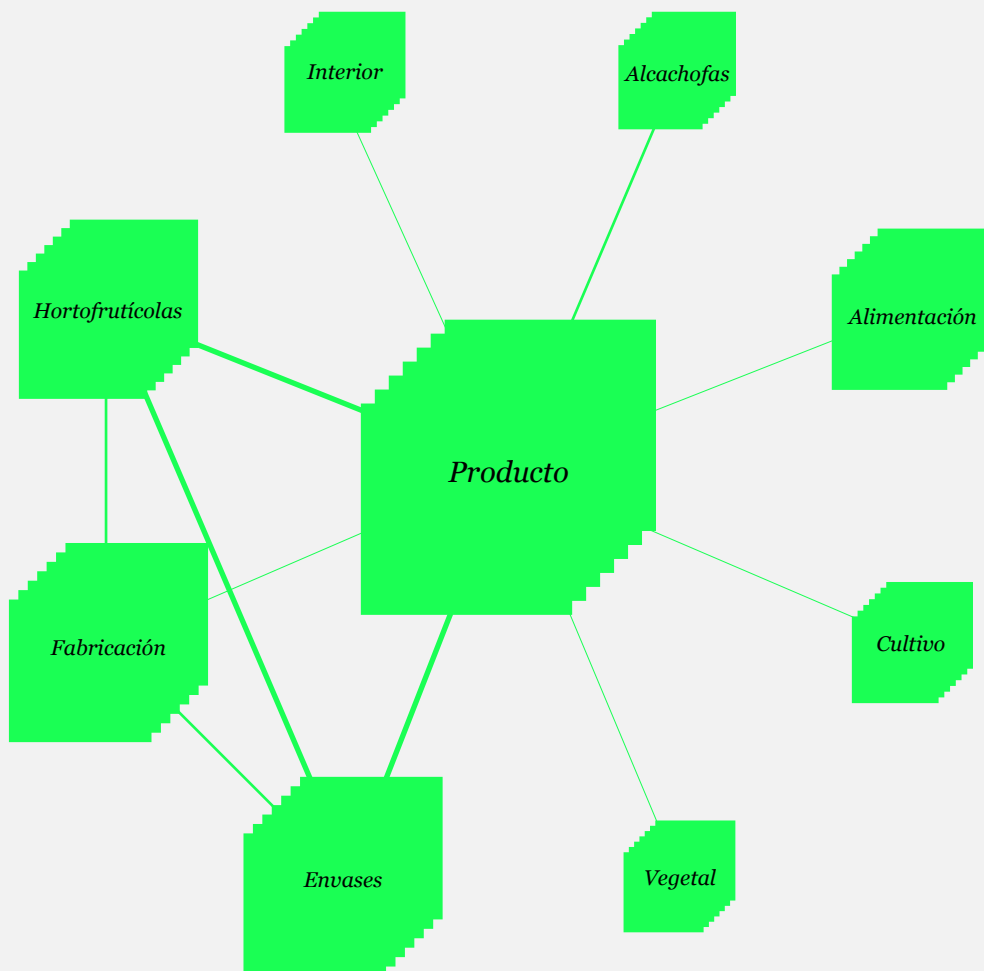 Interior
Alcachofas
Hortofrutícolas
Alimentación
Producto
Fabricación
Cultivo
Envases
Vegetal